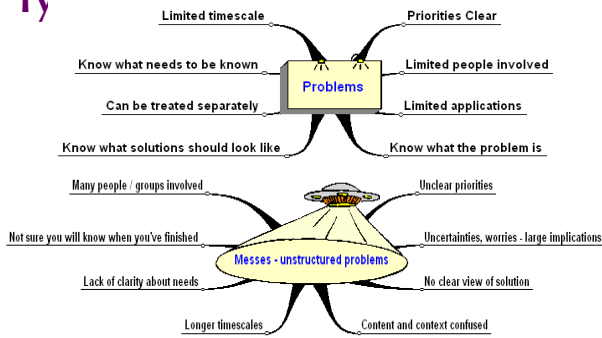 Limited timescale
Priorities Clear
Know what needs to be known
Limited people involved
Problems
Can be treated separately
Limited applications
Know what solutions should look like
Know what the problem is
Many people / groups involved
Unclear priorities
Not sure you will know when you've finished
Uncertainties, worries - large implications
Messes - unstructured problems
Lack of clarity about needs
No clear view of solution
Longer timescales
Content and context confused